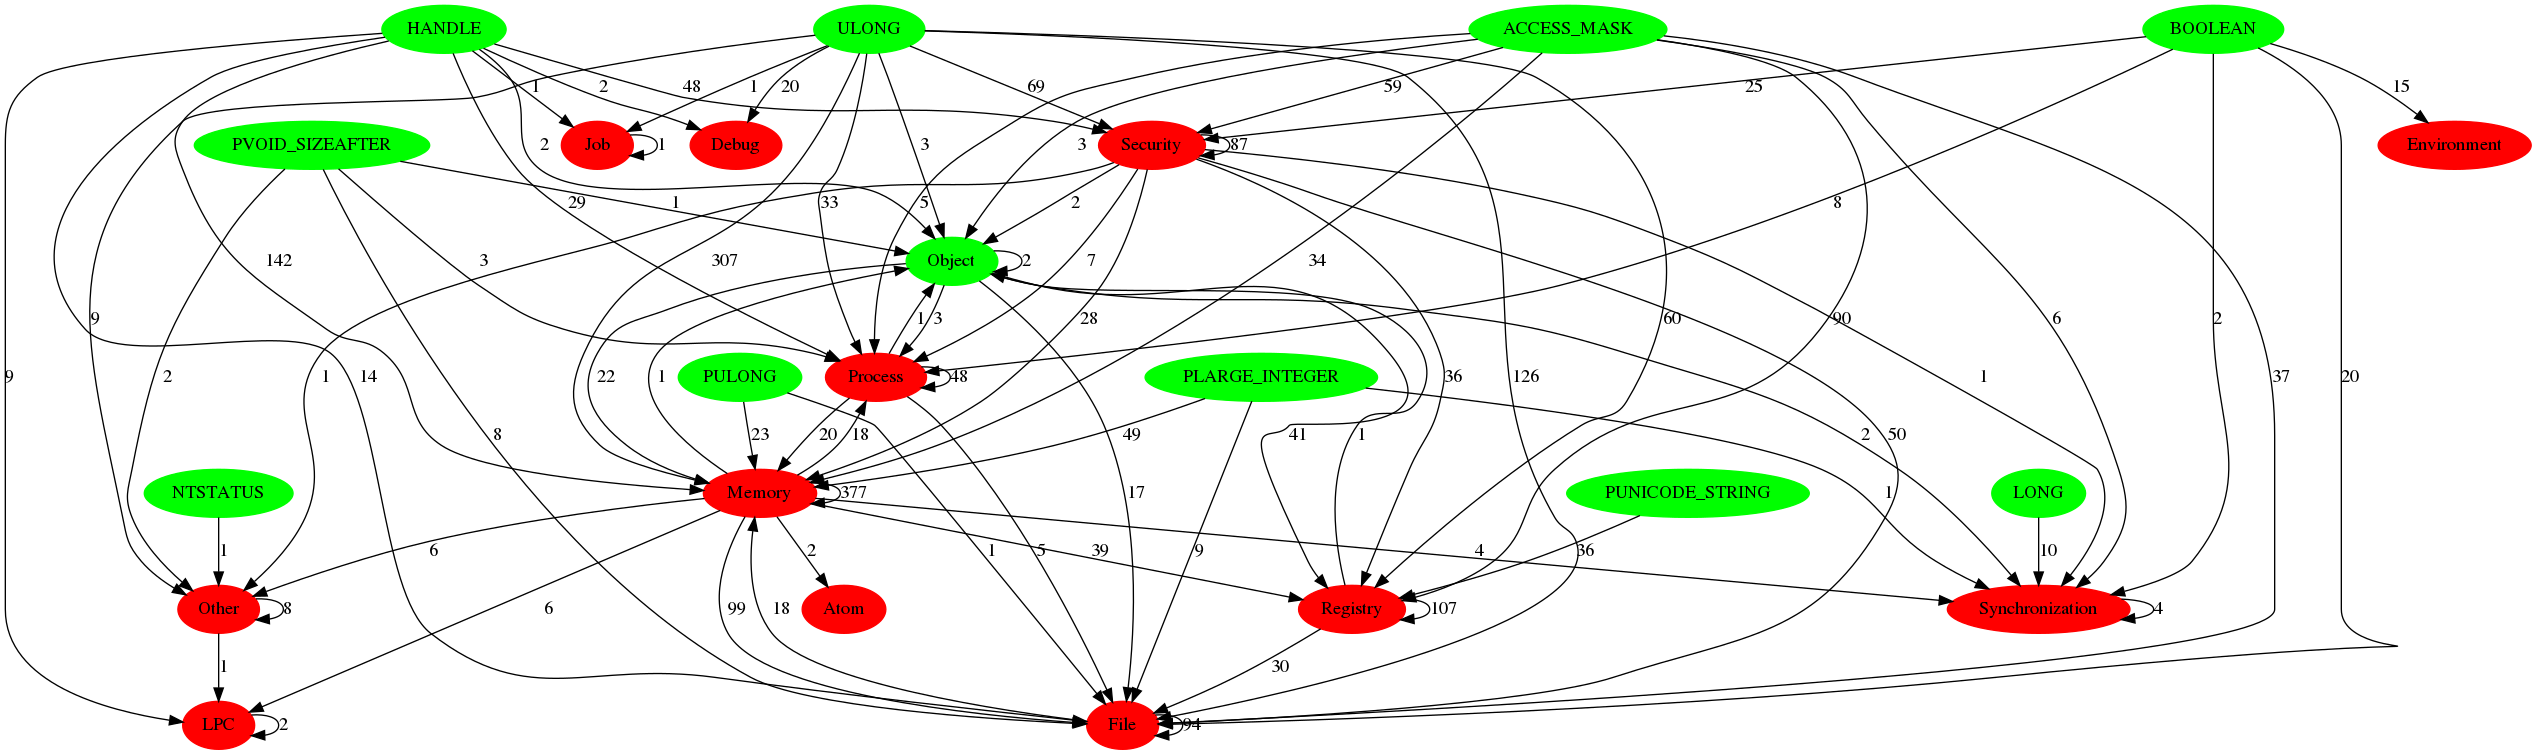 HANDLE ULONG ACCESS_MASK BOOLEAN
1 2 48 1 20 69 59 25 15
PVOID_SIZEAFTER Job 1 Debug Security 87 Environment
2 3 3
29 1 33 5 2 8
142 3 307 Object 2 7 34
9 1 3 28 60 90 6 2
9 2 1 14 22 1 PULONG Process 48 PLARGE_INTEGER 36 126 1 37 20
8 23 20 18 49 41 1 2 50
NTSTATUS Memory 377 PUNICODE_STRING LONG
1 6 2 1 5 39 17 9 4 36 1 10
Other 8 99 18 Atom Registry 107 Synchronization 4
1 6 30
LPC 2 File 94